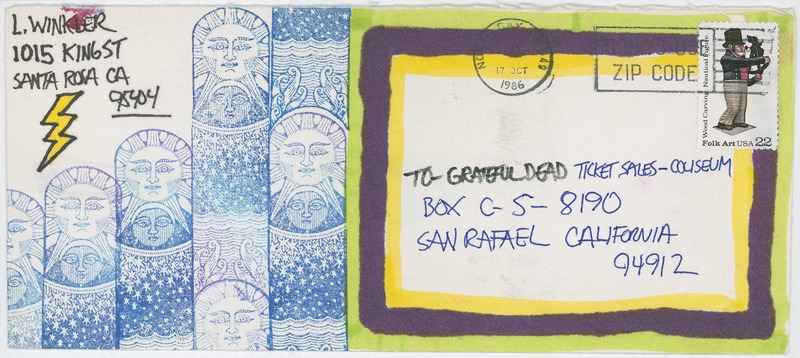 L. WINKLER
1015 KING ST
SANTA ROSA CA
95404
17 OCT
1986
949
ZIP CODE
Wood Carving: Nautical Figure
Folk Art USA 22
TO- GRATEFUL DEAD TICKET SALES-COLISEUM
BOX C-S-8190
SAN RAFAEL CALIFORNIA
94912